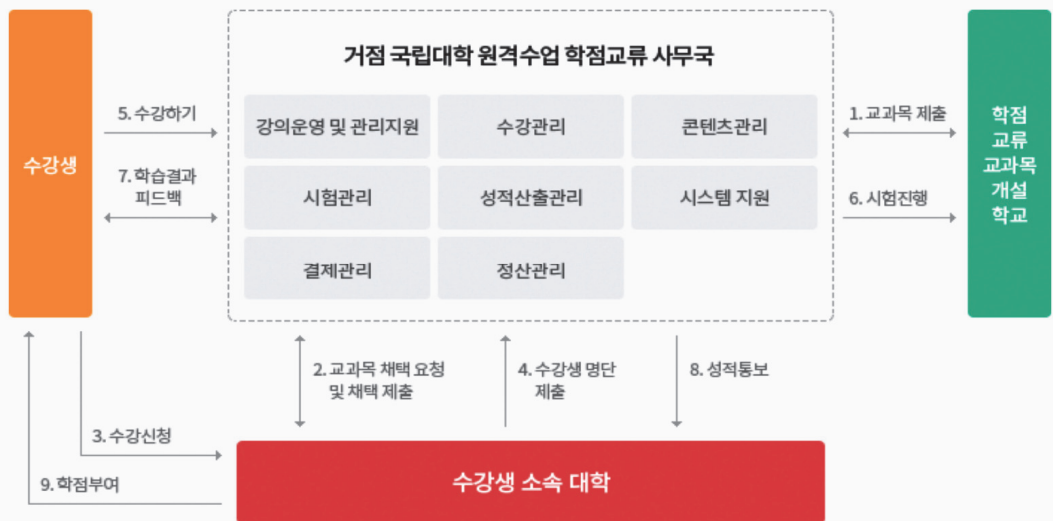 거점 국립대학 원격수업 학점교류 사무국
수강생
5. 수강하기
7. 학습결과
피드백
강의운영 및 관리지원
수강관리
콘텐츠관리
시험관리
성적산출관리
시스템 지원
결제관리
정산관리
1. 교과목 제출
6. 시험진행
학점
교류
교과목
개설
학교
2. 교과목 채택 요청
및 채택 제출
4. 수강생 명단
제출
8. 성적통보
3. 수강신청
9. 학점부여
수강생 소속 대학